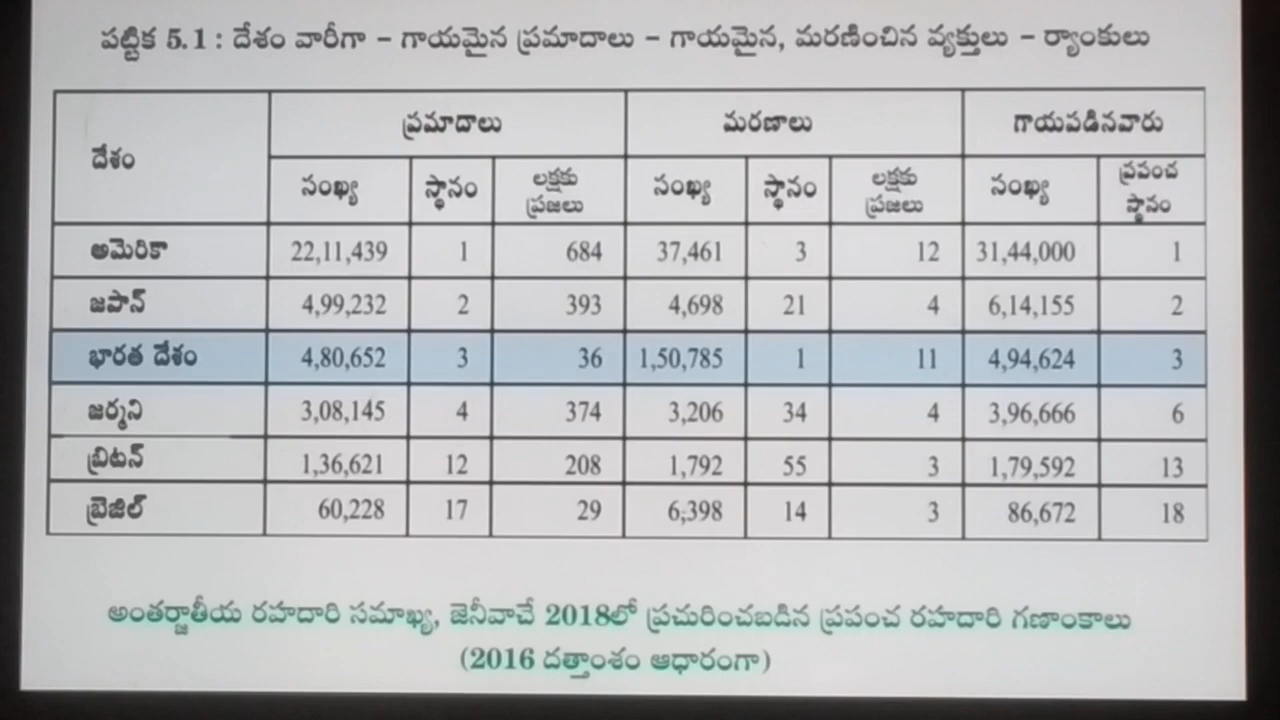 పట్టిక 5.1 : దేశం వారీగా – గాయమైన ప్రమాదాలు – గాయమైన, మరణించిన వ్యక్తులు – ర్యాంకులు
దేశం ప్రమాదాలు మరణాలు గాయపడినవారు
సంఖ్య స్థానం లక్షకు ప్రజలు సంఖ్య స్థానం లక్షకు ప్రజలు సంఖ్య ప్రపంచ స్థానం
అమెరికా 22,11,439 1 684 37,461 3 12 31,44,000 1
జపాన్ 4,99,232 2 393 4,698 21 4 6,14,155 2
భారత దేశం 4,80,652 3 36 1,50,785 1 11 4,94,624 3
జర్మని 3,08,145 4 374 3,206 34 4 3,96,666 6
బ్రిటన్ 1,36,621 12 208 1,792 55 3 1,79,592 13
బ్రెజిల్ 60,228 17 29 6,398 14 3 86,672 18
అంతర్జాతీయ రహదారి సమాఖ్య, జెనీవాచే 2018లో ప్రచురించబడిన ప్రపంచ రహదారి గణాంకాలు
(2016 దత్తాంశం ఆధారంగా)